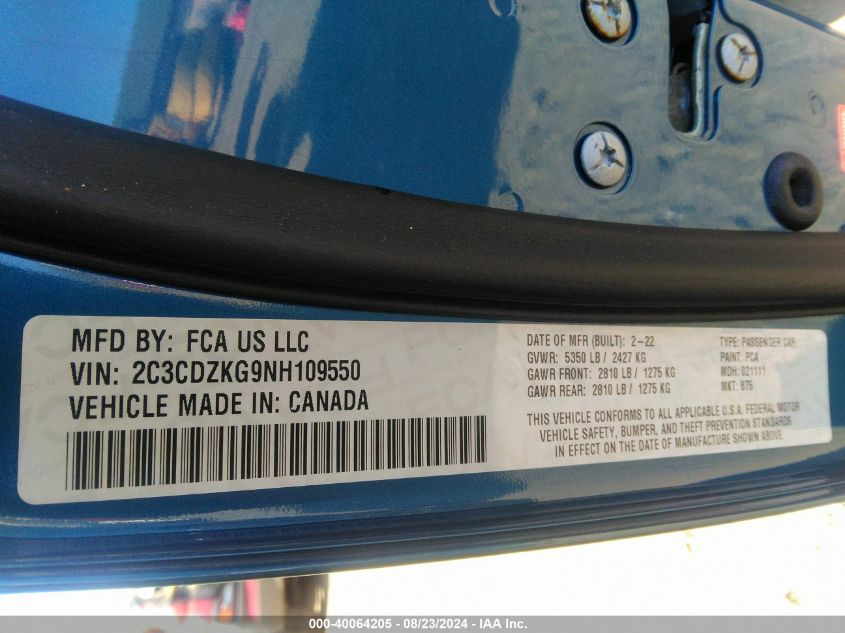 MFD BY: FCA US LLC
VIN: 2C3CDZKG9NH109550
VEHICLE MADE IN: CANADA
DATE OF MFR (BUILT): 2-22
GVWR: 5350 LB / 2427 KG
GAWR FRONT: 2810 LB / 1275 KG
GAWR REAR: 2810 LB / 1275 KG
TYPE: PASSENGER CAR
PAINT: PCA
MDH: 021111
MKT: 875
THIS VEHICLE CONFORMS TO ALL APPLICABLE U.S.A. FEDERAL MOTOR
VEHICLE SAFETY, BUMPER, AND THEFT PREVENTION STANDARDS
IN EFFECT ON THE DATE OF MANUFACTURE SHOWN ABOVE.
000-40064205 - 08/23/2024 - IAA Inc.